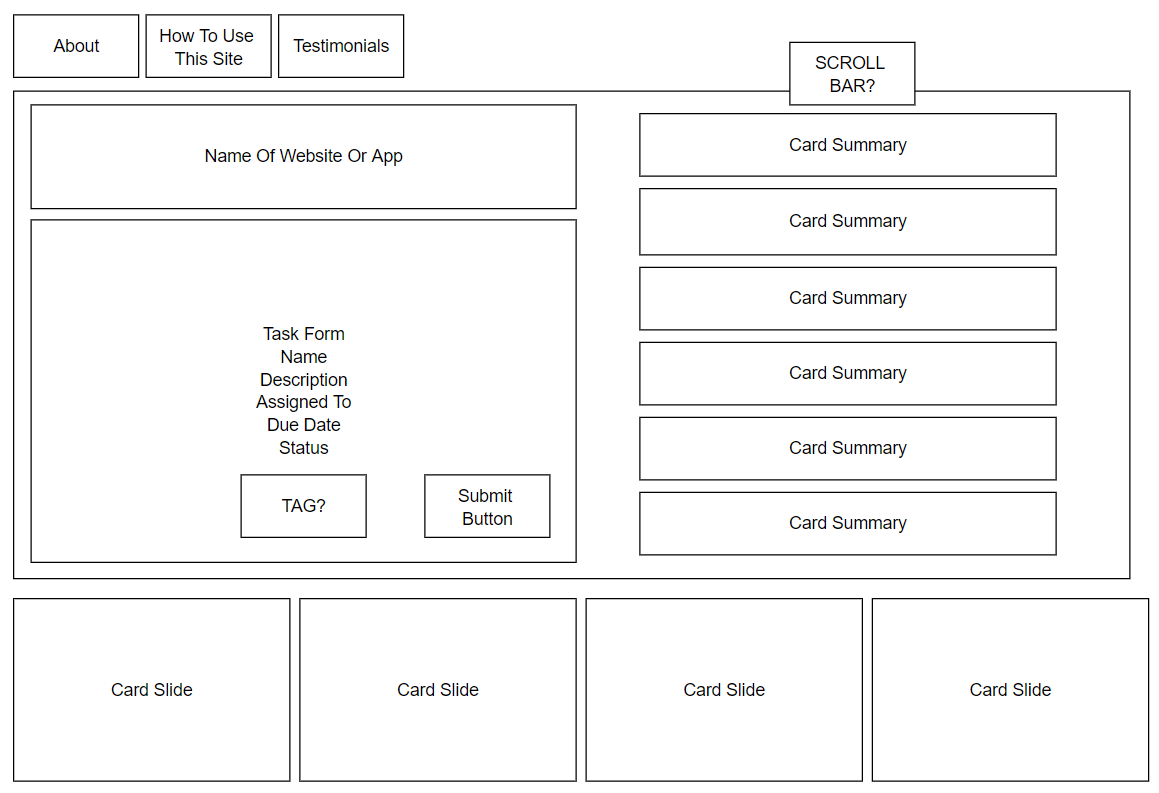 About
How To Use
This Site
Testimonials
SCROLL
BAR?
Name Of Website Or App
Card Summary
Card Summary
Card Summary
Card Summary
Card Summary
Card Summary
Task Form
Name
Description
Assigned To
Due Date
Status
TAG?
Submit
Button
Card Slide
Card Slide
Card Slide
Card Slide